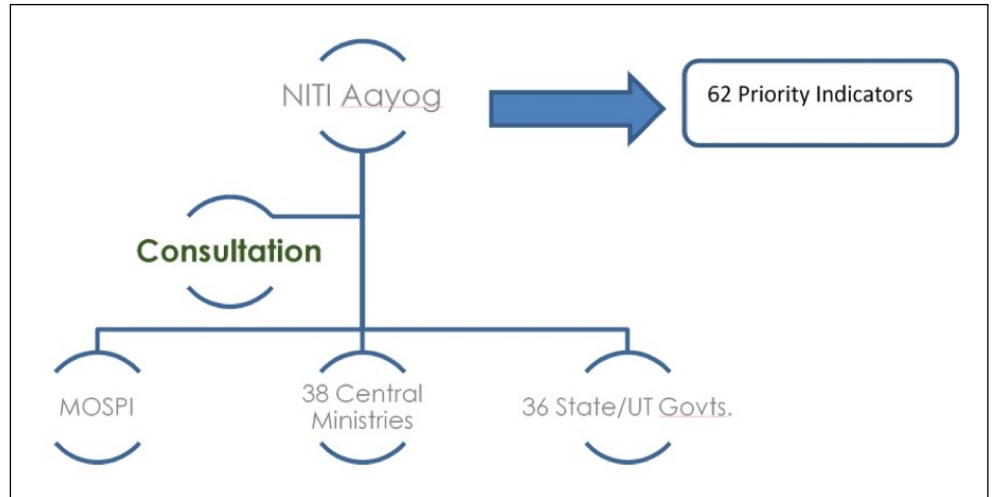 NITI Aayog
62 Priority Indicators
Consultation
MOSPI
38 Central
Ministries
36 State/UT Govts.